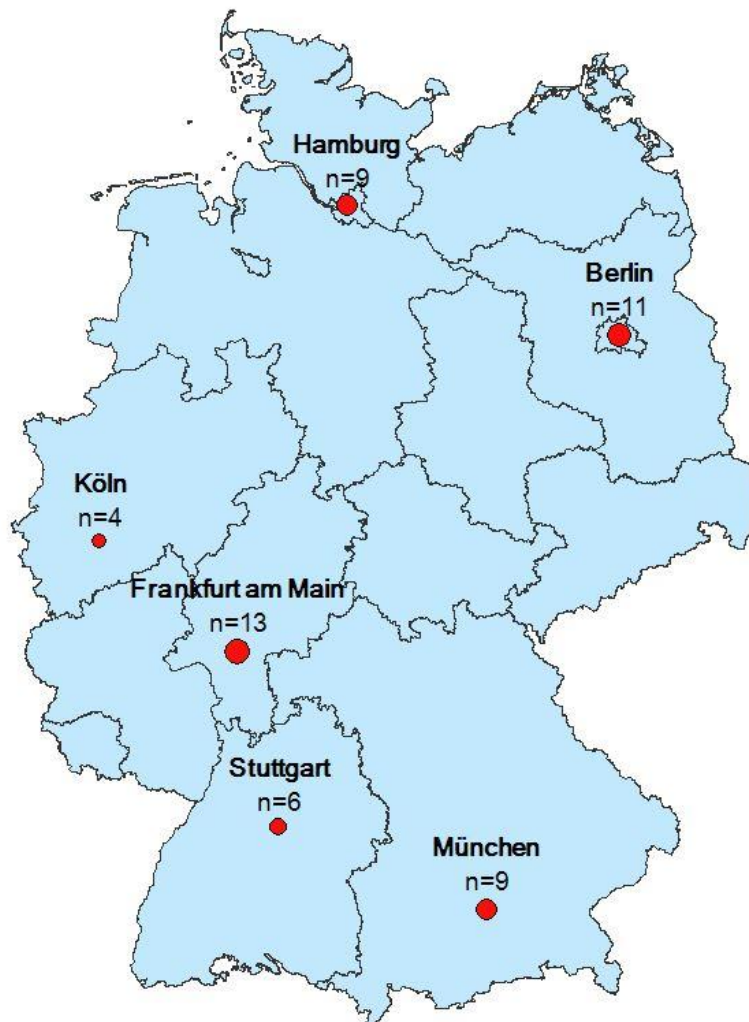 Hamburg
n=9
Berlin
n=11
Köln
n=4
Frankfurt am Main
n=13
Stuttgart
n=6
München
n=9